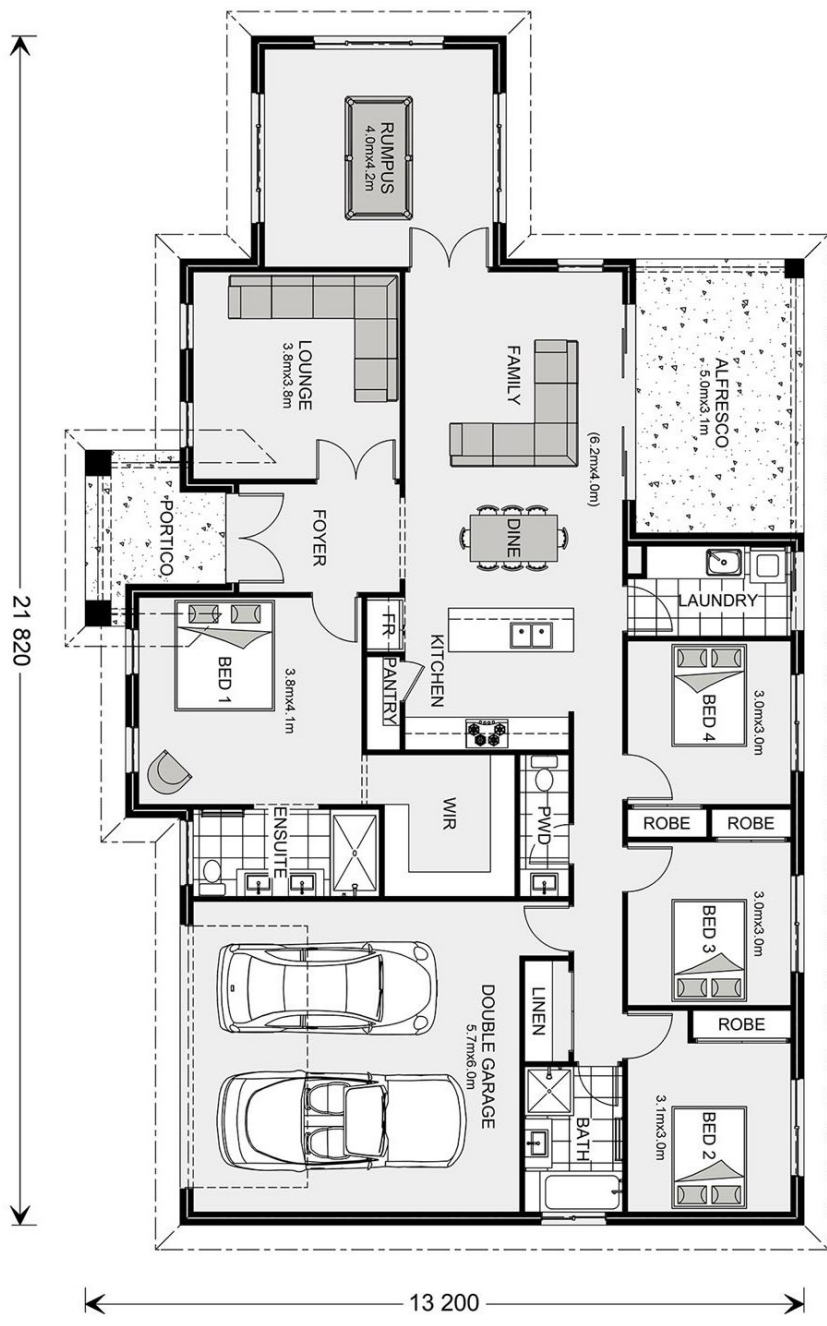 RUMPUS
4.0mx4.2m
LOUNGE
3.8mx3.8m
FAMILY
(6.2mx4.0m)
ALFRESCO
5.0mx3.1m
PORTICO
FOYER
DINE
LAUNDRY
FR
PANTRY
KITCHEN
BED 1
3.8mx4.1m
BED 4
3.0mx3.0m
ROBE
ROBE
ENSUITE
WIR
PWD
BED 3
3.0mx3.0m
ROBE
DOUBLE GARAGE
5.7mx6.0m
LINEN
BATH
BED 2
3.1mx3.0m
21 820
13 200